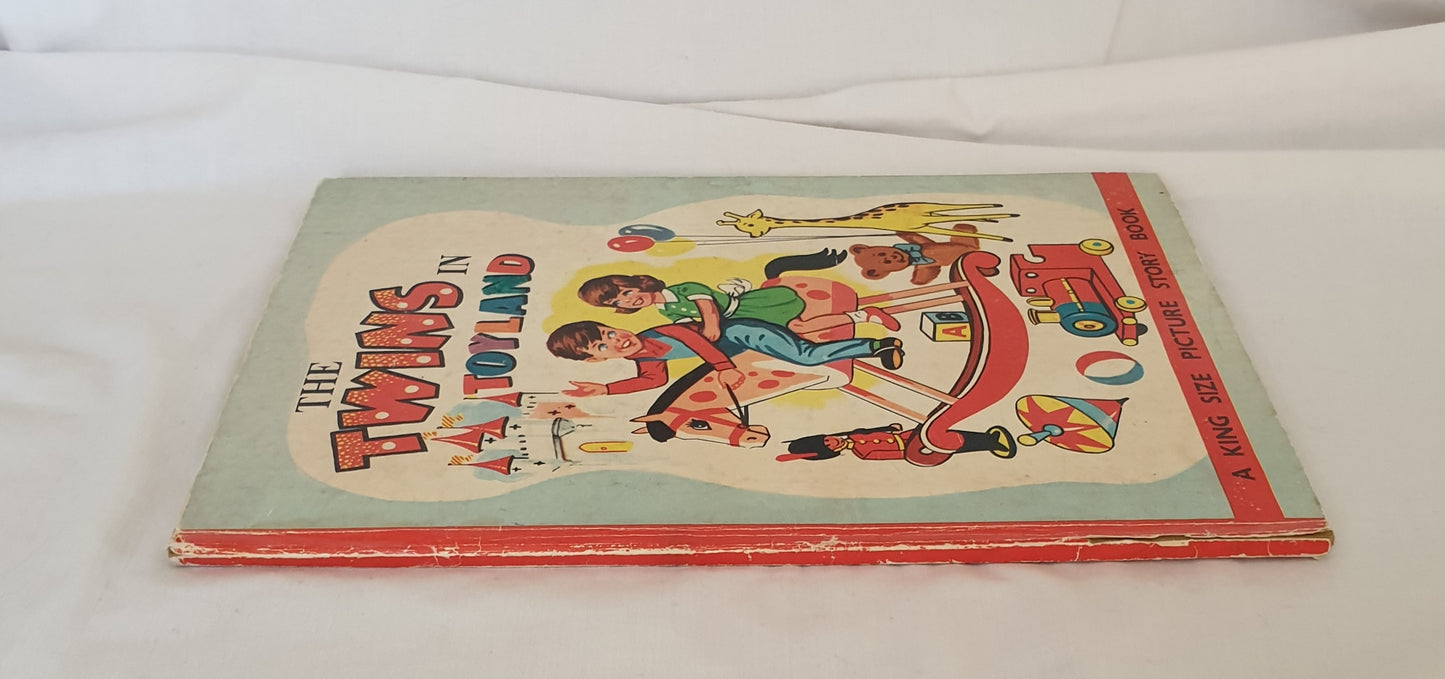 THE
TWINS IN
TOYLAND
A
A KING SIZE PICTURE STORY BOOK